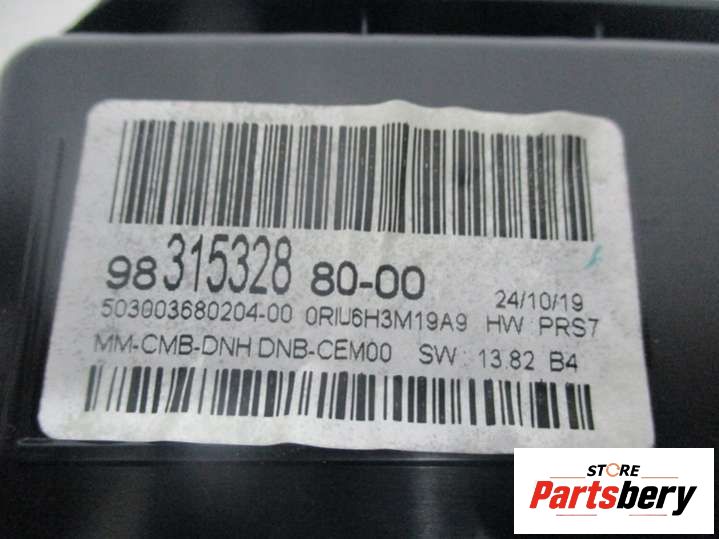 98 315328 80-00 24/10/19
503003680204-00 0RIU6H3M19A9 HW PRS7
MM-CMB-DNH DNB-CEM00 SW 13.82 B4
STORE
Partsbery